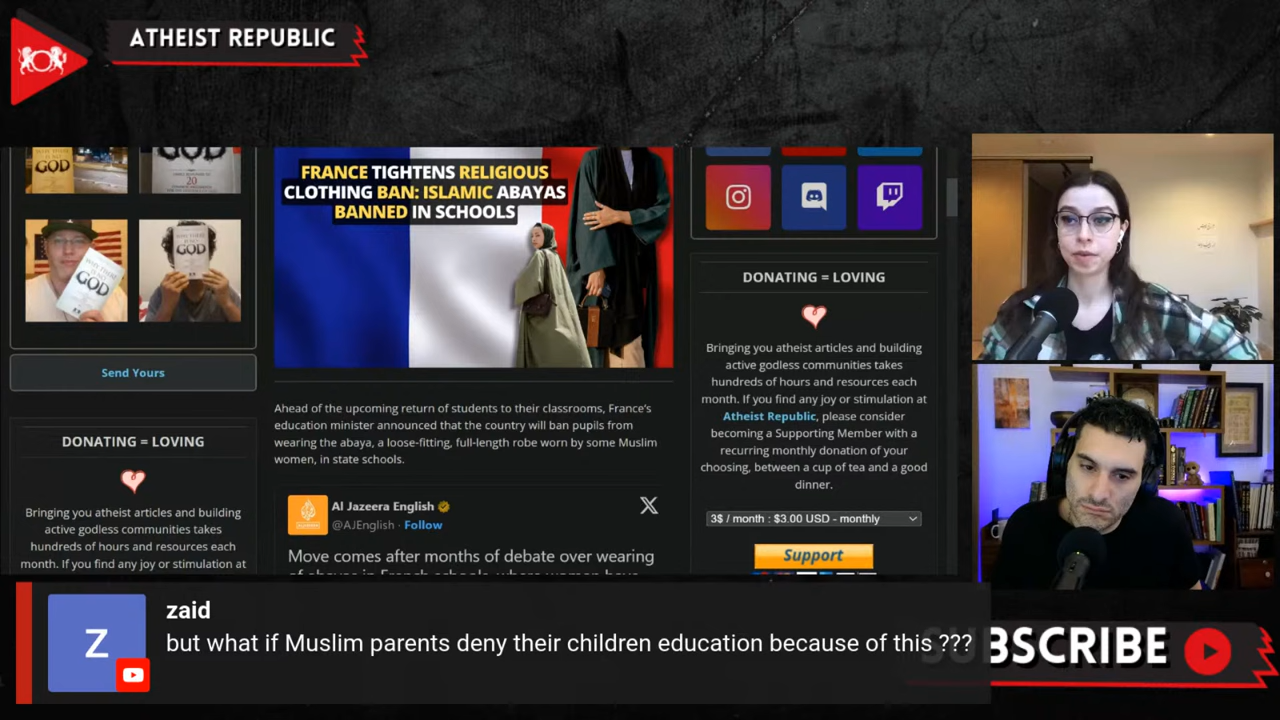 ATHEIST REPUBLIC
GOD
GOD
20
GOD
GOD
Send Yours
DONATING = LOVING
Bringing you atheist articles and building
active godless communities takes
hundreds of hours and resources each
month. If you find any joy or stimulation at
FRANCE TIGHTENS RELIGIOUS
CLOTHING BAN: ISLAMIC ABAYAS
BANNED IN SCHOOLS
Ahead of the upcoming return of students to their classrooms, France's
education minister announced that the country will ban pupils from
wearing the abaya, a loose-fitting, full-length robe worn by some Muslim
women, in state schools.
Al Jazeera English
@AJEnglish · Follow
Move comes after months of debate over wearing
DONATING = LOVING
Bringing you atheist articles and building
active godless communities takes
hundreds of hours and resources each
month. If you find any joy or stimulation at
Atheist Republic, please consider
becoming a Supporting Member with a
recurring monthly donation of your
choosing, between a cup of tea and a good
dinner.
3$ / month : $3.00 USD - monthly
Support
Z
zaid
but what if Muslim parents deny their children education because of this ???
SUBSCRIBE